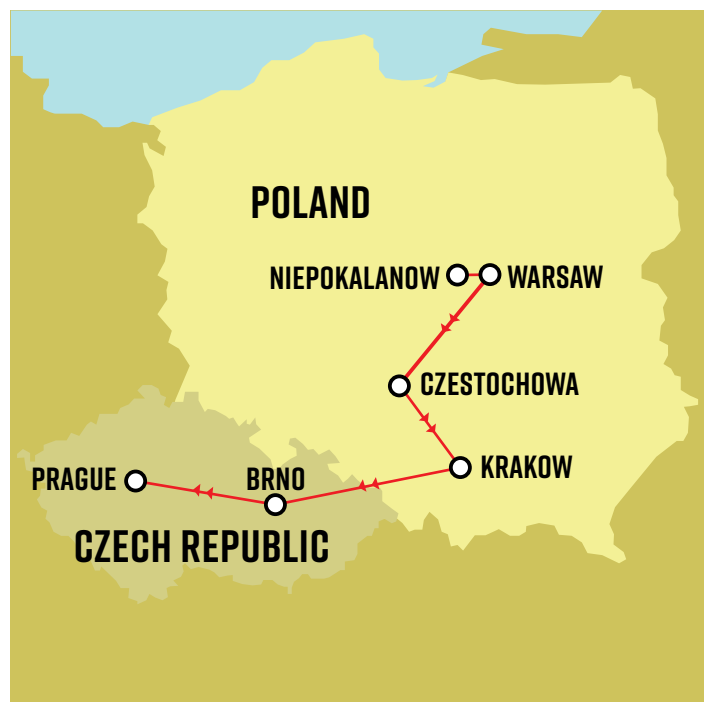 POLAND
NIEPOKALANOW
WARSAW
CZESTOCHOWA
KRAKOW
PRAGUE
BRNO
CZECH REPUBLIC